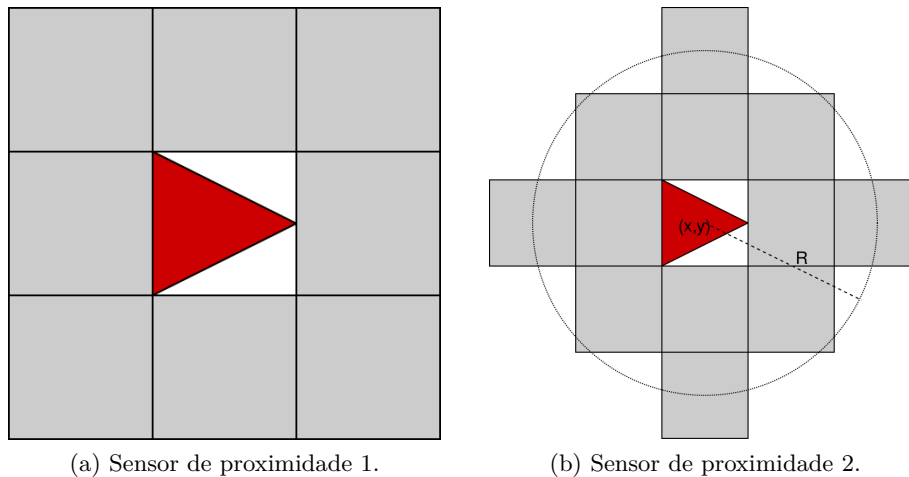 (x,y)
R
(a) Sensor de proximidade 1.
(b) Sensor de proximidade 2.